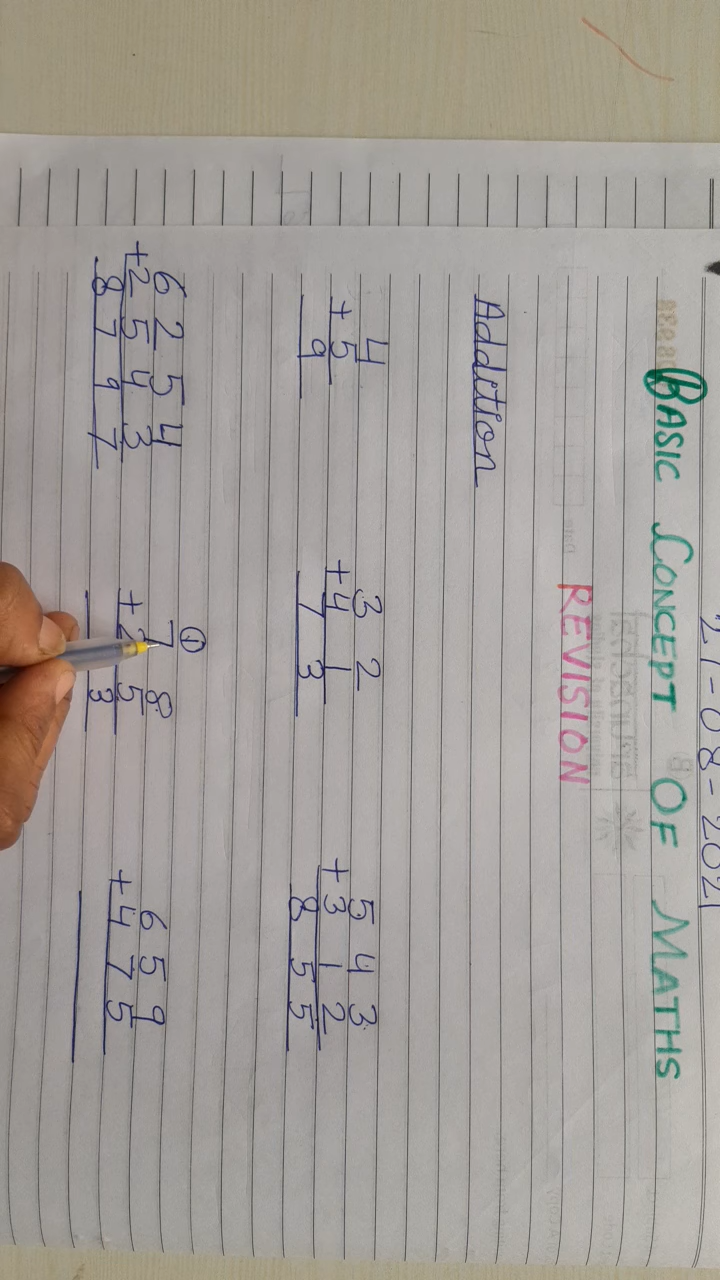 27-08-2021
BASIC CONCEPT OF MATHS
REVISION
Addition
4 32 543
+5 +41 +312
9 73 855
①
6254 78 659
+2543 +25 +475
8797 3